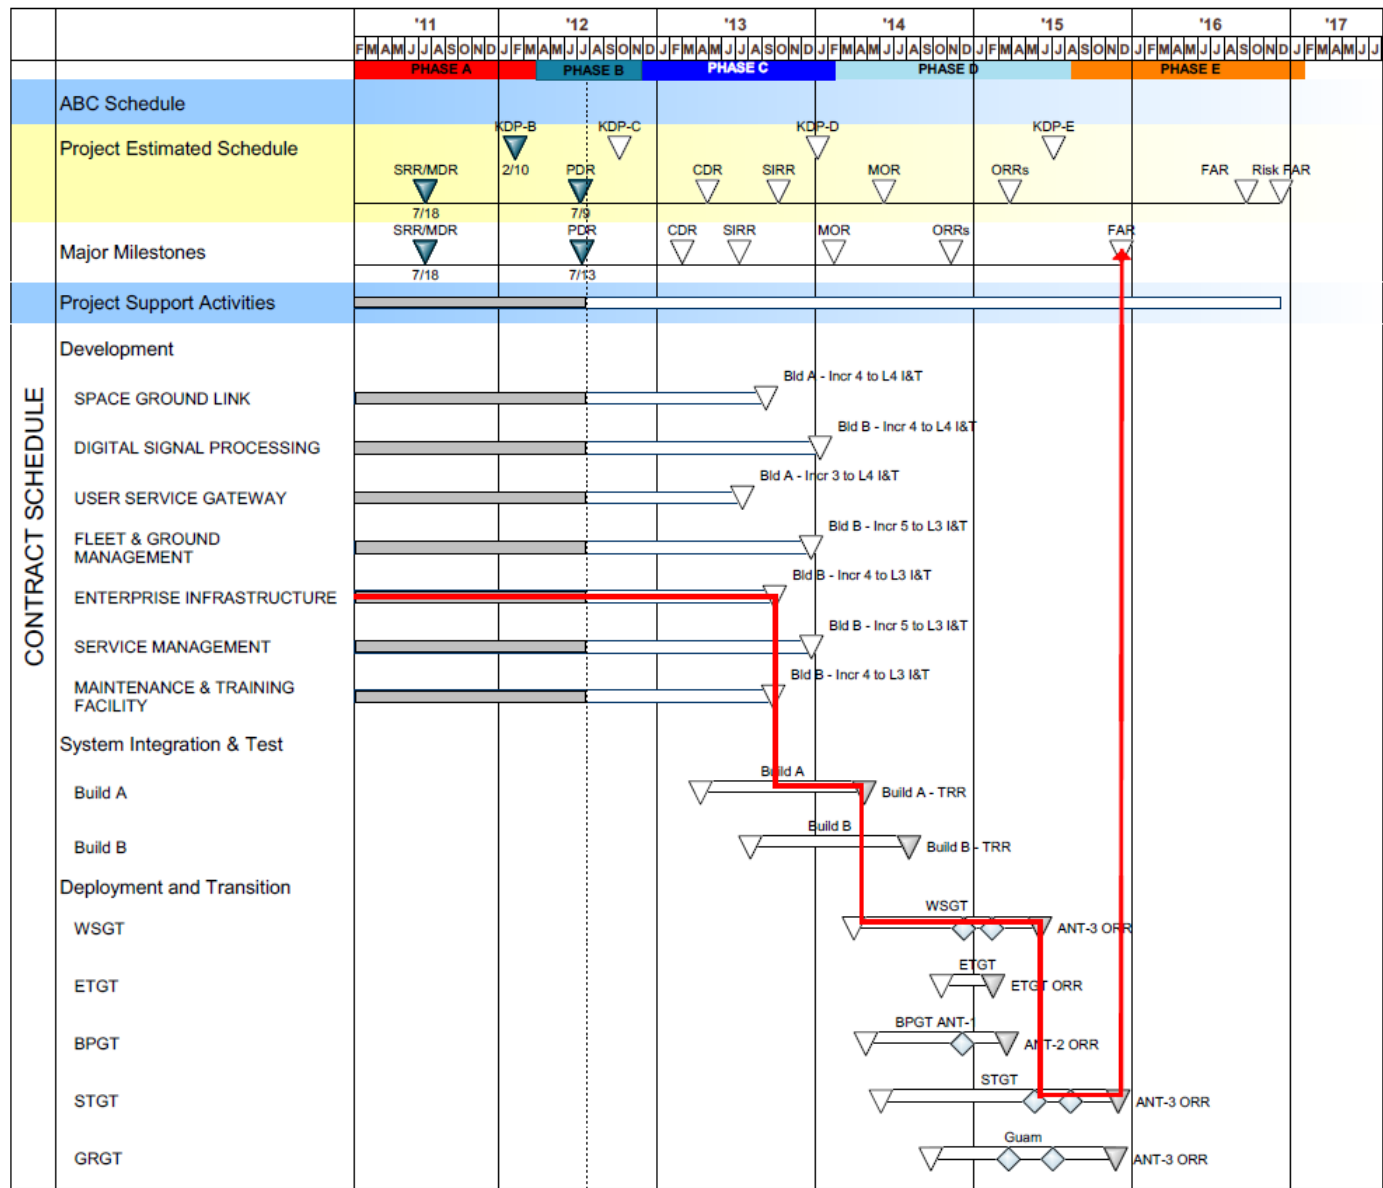 '11 '12 '13 '14 '15 '16 '17
F M A M J J A S O N D J F M A M J J A S O N D J F M A M J J A S O N D J F M A M J J A S O N D J F M A M J J A S O N D J F M A M J J A S O N D J F M A M J J
PHASE A PHASE B PHASE C PHASE D PHASE E
ABC Schedule
KDP-B KDP-C KDP-D KDP-E
Project Estimated Schedule
2/10
SRR/MDR PDR CDR SIRR MOR ORRs FAR Risk FAR
7/18 7/9
SRR/MDR PDR CDR SIRR MOR ORRs FAR
Major Milestones
7/18 7/13
Project Support Activities
CONTRACT SCHEDULE
Development
Bld A - Incr 4 to L4 I&T
SPACE GROUND LINK
Bld B - Incr 4 to L4 I&T
DIGITAL SIGNAL PROCESSING
Bld A - Incr 3 to L4 I&T
USER SERVICE GATEWAY
Bld B - Incr 5 to L3 I&T
FLEET & GROUND
MANAGEMENT
Bld B - Incr 4 to L3 I&T
ENTERPRISE INFRASTRUCTURE
Bld B - Incr 5 to L3 I&T
SERVICE MANAGEMENT
Bld B - Incr 4 to L3 I&T
MAINTENANCE & TRAINING
FACILITY
System Integration & Test
Build A
Build A Build A - TRR
Build B
Build B Build B - TRR
Deployment and Transition
WSGT
WSGT ANT-3 ORR
ETGT
ETGT ETGT ORR
BPGT ANT-1
BPGT ANT-2 ORR
STGT
STGT ANT-3 ORR
Guam
GRGT ANT-3 ORR